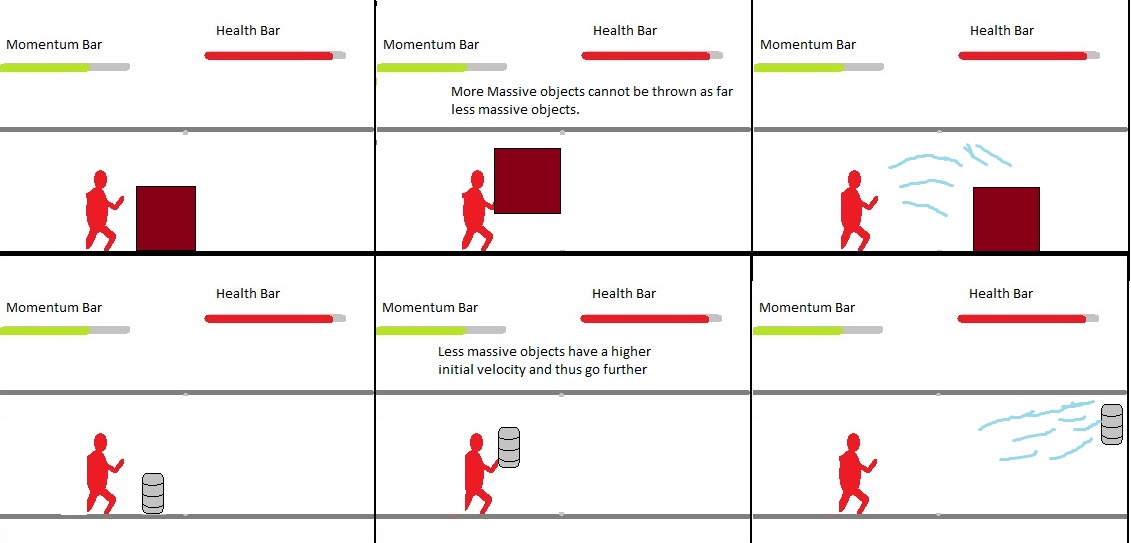 Momentum Bar
Health Bar
Momentum Bar
Health Bar
More Massive objects cannot be thrown as far
less massive objects.
Momentum Bar
Health Bar
Momentum Bar
Health Bar
Momentum Bar
Health Bar
Less massive objects have a higher
initial velocity and thus go further
Momentum Bar
Health Bar